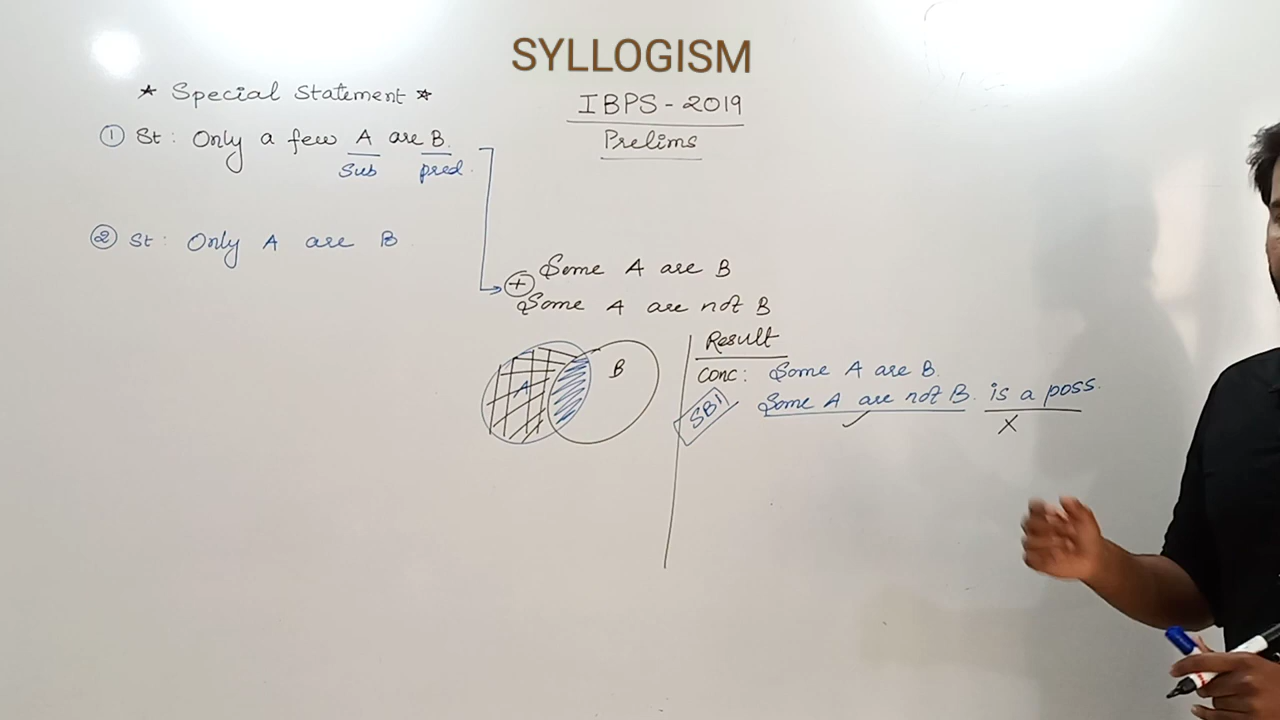 SYLLOGISM
IBPS - 2019
Prelims
★ Special Statement ★
① St : Only a few A are B.
Sub pred.
② St : Only A are B
+ Some A are B
Some A are not B
A B
Result
Conc : Some A are B.
SBI Some A are not B. is a poss.
✓ X